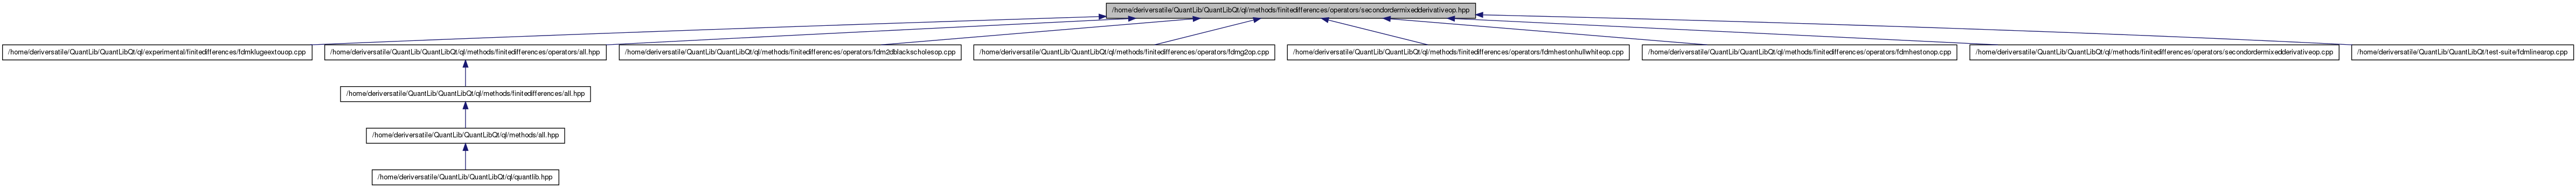 /home/deriversatile/QuantLib/QuantLibQt/ql/methods/finitedifferences/operators/secondordermixedderivativeop.hpp
/home/deriversatile/QuantLib/QuantLibQt/ql/experimental/finitedifferences/fdmklugeextouop.cpp
/home/deriversatile/QuantLib/QuantLibQt/ql/methods/finitedifferences/operators/all.hpp
/home/deriversatile/QuantLib/QuantLibQt/ql/methods/finitedifferences/operators/fdm2dblackscholesop.cpp
/home/deriversatile/QuantLib/QuantLibQt/ql/methods/finitedifferences/operators/fdmg2op.cpp
/home/deriversatile/QuantLib/QuantLibQt/ql/methods/finitedifferences/operators/fdmhestonhullwhiteop.cpp
/home/deriversatile/QuantLib/QuantLibQt/ql/methods/finitedifferences/operators/fdmhestonop.cpp
/home/deriversatile/QuantLib/QuantLibQt/ql/methods/finitedifferences/operators/secondordermixedderivativeop.cpp
/home/deriversatile/QuantLib/QuantLibQt/test-suite/fdmlinearop.cpp
/home/deriversatile/QuantLib/QuantLibQt/ql/methods/finitedifferences/all.hpp
/home/deriversatile/QuantLib/QuantLibQt/ql/methods/all.hpp
/home/deriversatile/QuantLib/QuantLibQt/ql/quantlib.hpp